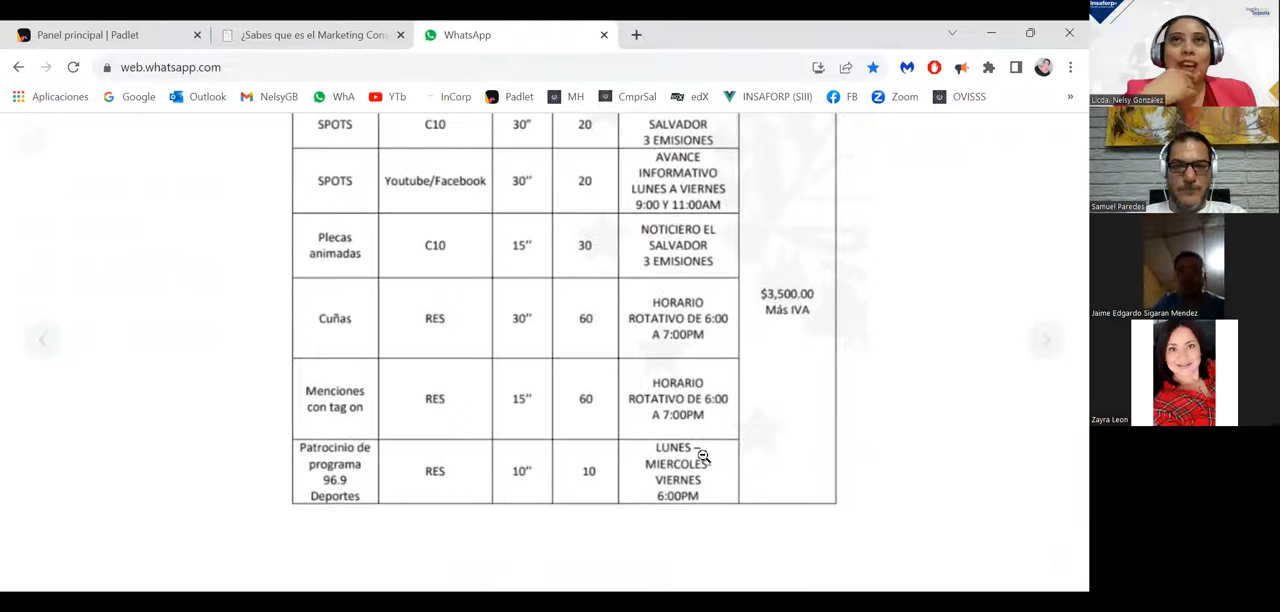 Panel principal | Padlet
¿Sabes que es el Marketing Con
WhatsApp
web.whatsapp.com
Aplicaciones
Google
Outlook
NelsyGB
WhA
YTb
InCorp
Padlet
MH
CmprSal
edX
INSAFORP (SIII)
FB
Zoom
OVISSS
»
SPOTS C10 30" 20 SALVADOR
3 EMISIONES
SPOTS Youtube/Facebook 30" 20
AVANCE
INFORMATIVO
LUNES A VIERNES
9:00 Y 11:00AM
Plecas
animadas
C10 15" 30
NOTICIERO EL
SALVADOR
3 EMISIONES
Cuñas RES 30" 60
HORARIO
ROTATIVO DE 6:00
A 7:00PM
Menciones
con tag on
RES 15" 60
HORARIO
ROTATIVO DE 6:00
A 7:00PM
Patrocinio de
programa
96.9
Deportes
RES 10" 10
LUNES –
MIERCOLES-
VIERNES
6:00PM
$3,500.00
Más IVA
Insaforp
Licda. Nelsy González
Samuel Paredes
Jaime Edgardo Sigaran Mendez
Zayra Leon